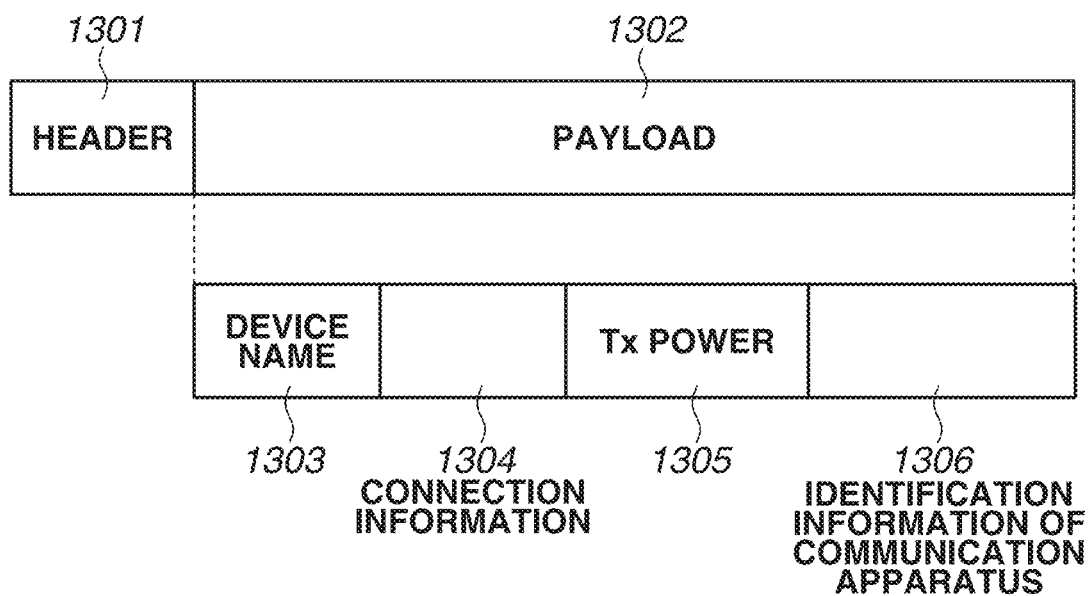 1301
1302
HEADER
PAYLOAD
DEVICE
NAME
Tx POWER
1303
1304
CONNECTION
INFORMATION
1305
1306
IDENTIFICATION
INFORMATION OF
COMMUNICATION
APPARATUS